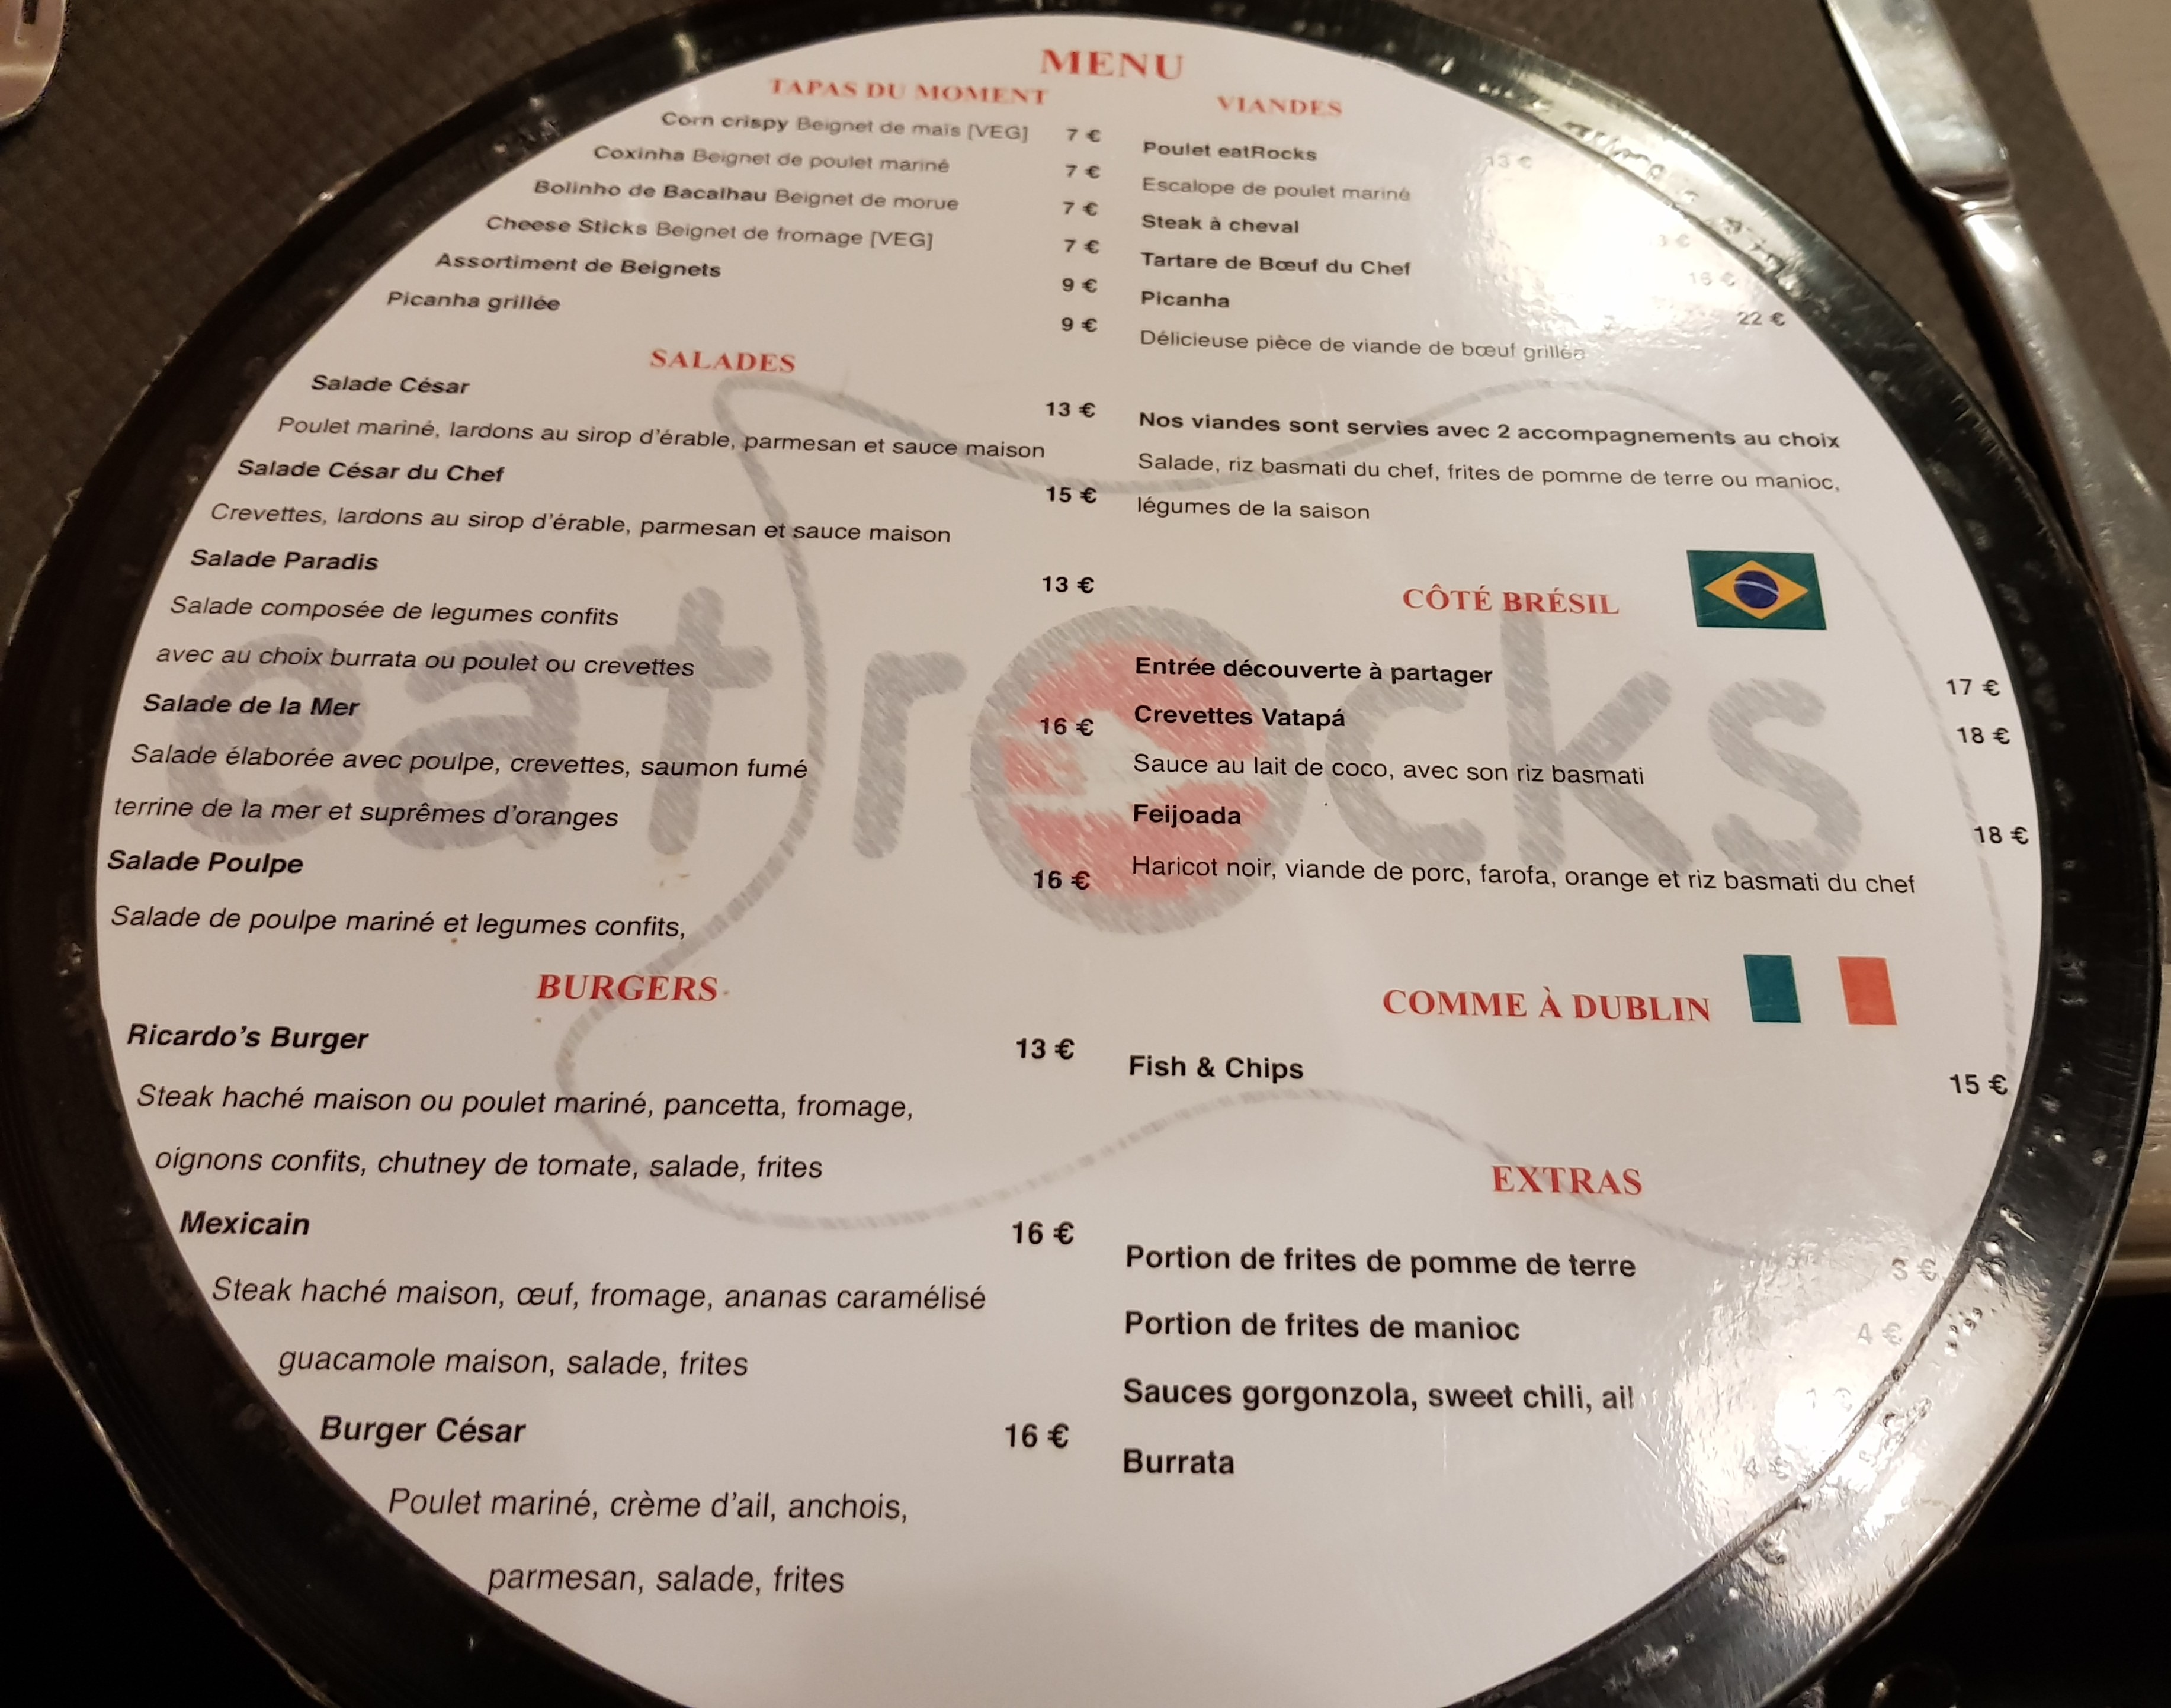 MENU
TAPAS DU MOMENT
Corn crispy Beignet de maïs [VEG] 7 €
Coxinha Beignet de poulet mariné 7 €
Bolinho de Bacalhau Beignet de morue 7 €
Cheese Sticks Beignet de fromage [VEG] 7 €
Assortiment de Beignets 9 €
Picanha grillée 9 €
SALADES
Salade César 13 €
Poulet mariné, lardons au sirop d'érable, parmesan et sauce maison
Salade César du Chef 15 €
Crevettes, lardons au sirop d'érable, parmesan et sauce maison
Salade Paradis 13 €
Salade composée de legumes confits
avec au choix burrata ou poulet ou crevettes
Salade de la Mer 16 €
Salade élaborée avec poulpe, crevettes, saumon fumé
terrine de la mer et suprêmes d'oranges
Salade Poulpe 16 €
Salade de poulpe mariné et legumes confits,
BURGERS
Ricardo's Burger 13 €
Steak haché maison ou poulet mariné, pancetta, fromage,
oignons confits, chutney de tomate, salade, frites
Mexicain 16 €
Steak haché maison, œuf, fromage, ananas caramélisé
guacamole maison, salade, frites
Burger César 16 €
Poulet mariné, crème d'ail, anchois,
parmesan, salade, frites
VIANDES
Poulet eatRocks 13 €
Escalope de poulet mariné
Steak à cheval €
Tartare de Bœuf du Chef €
Picanha 22 €
Délicieuse pièce de viande de bœuf grillée
Nos viandes sont servies avec 2 accompagnements au choix
Salade, riz basmati du chef, frites de pomme de terre ou manioc,
légumes de la saison
CÔTÉ BRÉSIL
Entrée découverte à partager 17 €
Crevettes Vatapá 18 €
Sauce au lait de coco, avec son riz basmati
Feijoada 18 €
Haricot noir, viande de porc, farofa, orange et riz basmati du chef
COMME À DUBLIN
Fish & Chips 15 €
EXTRAS
Portion de frites de pomme de terre 3 €
Portion de frites de manioc 4 €
Sauces gorgonzola, sweet chili, ail
Burrata
eatrocks